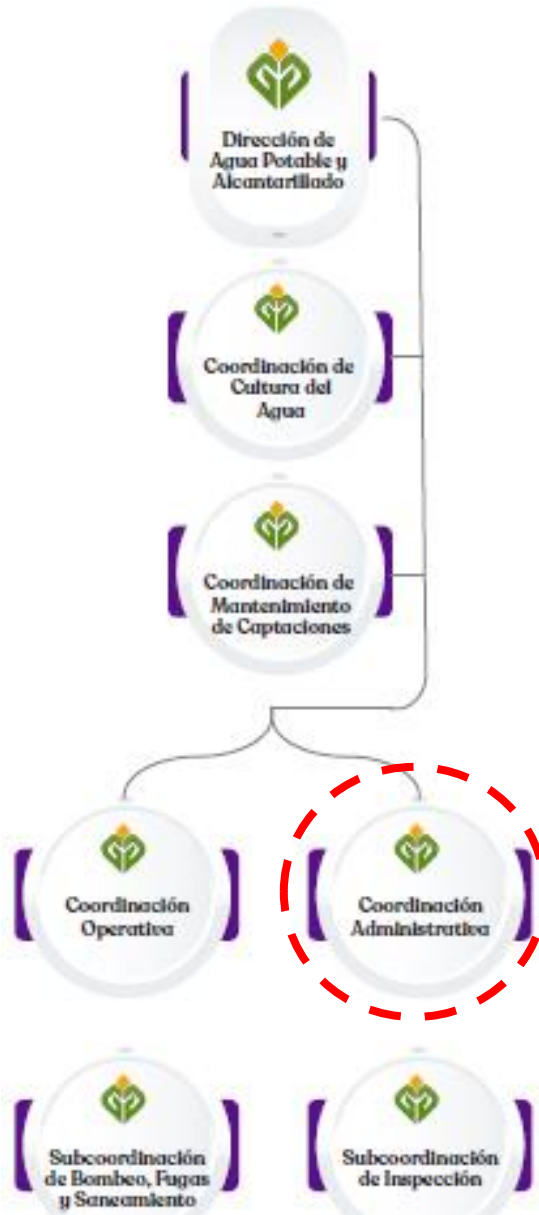 Dirección de
Agua Potable y
Alcantarillado
Coordinación de
Cultura del
Agua
Coordinación de
Mantenimiento
de Captaciones
Coordinación
Operativa
Coordinación
Administrativa
Subcoordinación
de Bombeo, Fugas
y Saneamiento
Subcoordinación
de Inspección